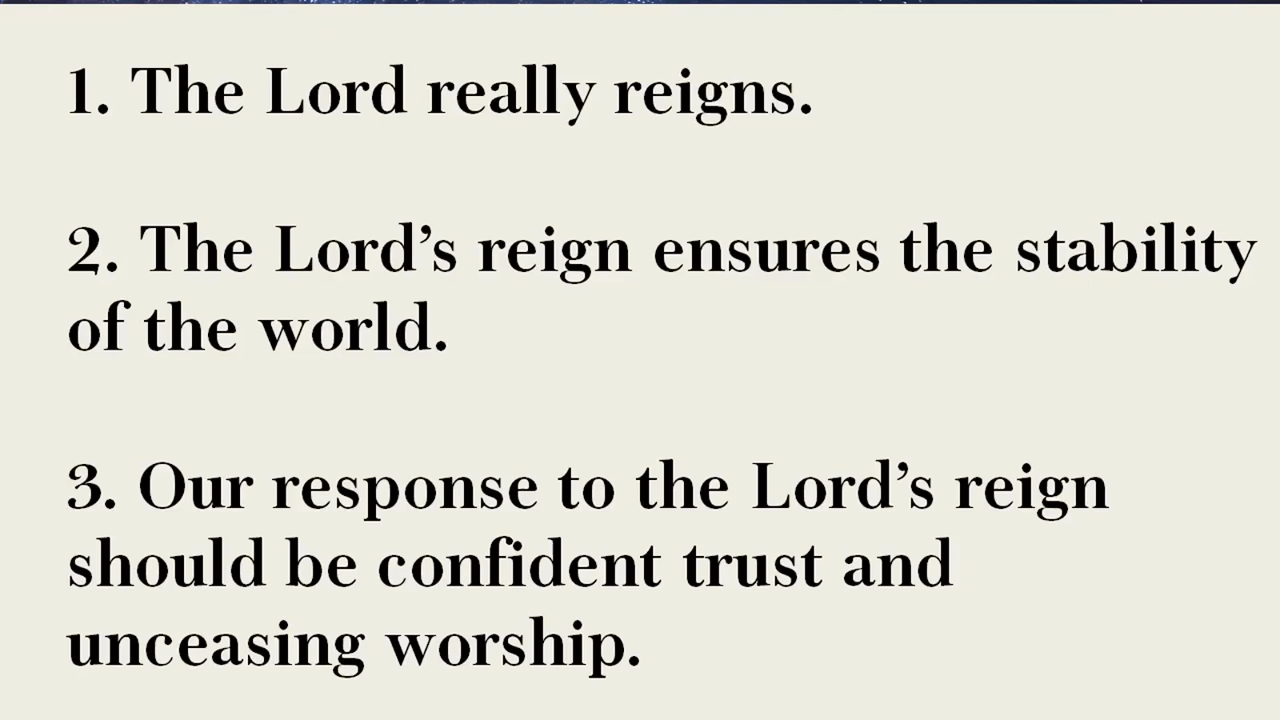 1. The Lord really reigns.
2. The Lord’s reign ensures the stability
of the world.
3. Our response to the Lord’s reign
should be confident trust and
unceasing worship.